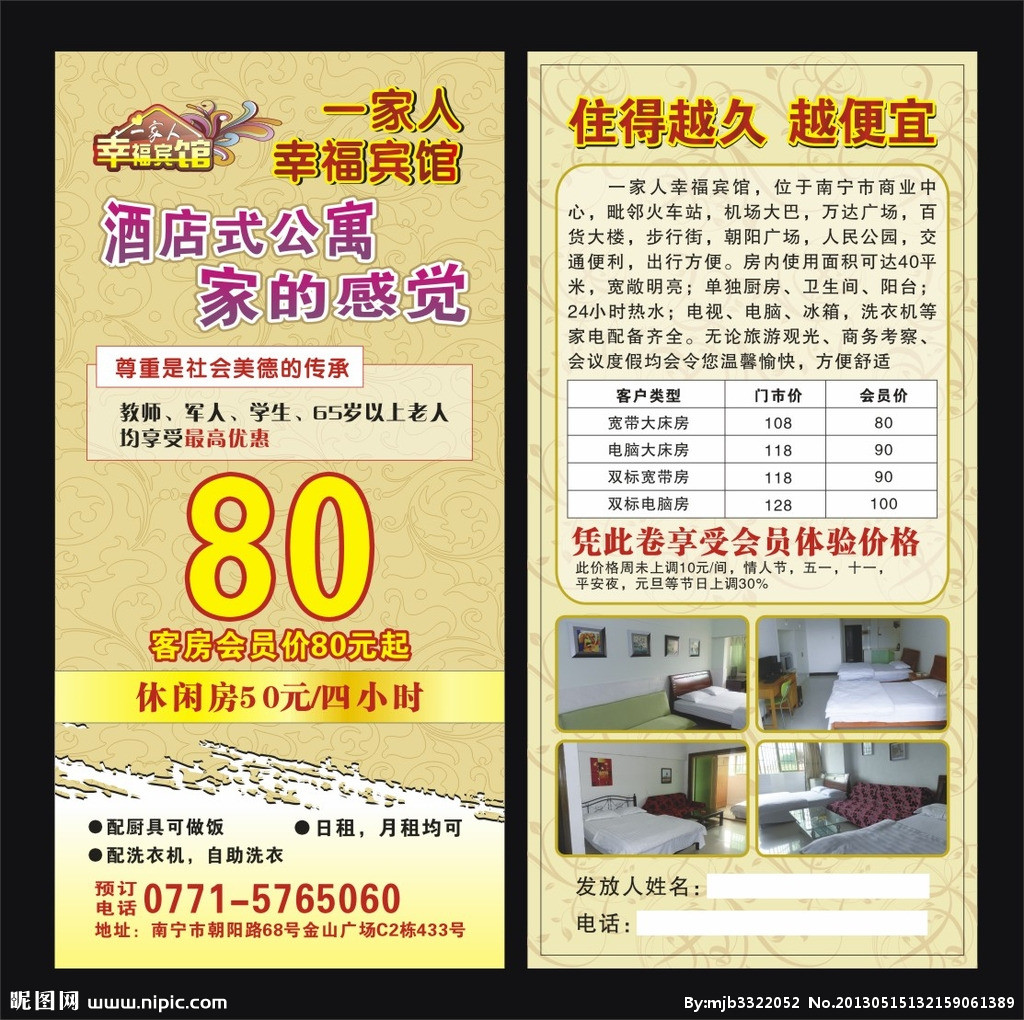 一家人
幸福宾馆
一家人
幸福宾馆
酒店式公寓
家的感觉
尊重是社会美德的传承
教师、军人、学生、65岁以上老人
均享受最高优惠
80
客房会员价80元起
休闲房50元/四小时
●配厨具可做饭 ●日租，月租均可
●配洗衣机，自助洗衣
预订
电话 0771-5765060
地址：南宁市朝阳路68号金山广场C2栋433号
住得越久 越便宜
一家人幸福宾馆，位于南宁市商业中
心，毗邻火车站，机场大巴，万达广场，百
货大楼，步行街，朝阳广场，人民公园，交
通便利，出行方便。房内使用面积可达40平
米，宽敞明亮；单独厨房、卫生间、阳台；
24小时热水；电视、电脑、冰箱，洗衣机等
家电配备齐全。无论旅游观光、商务考察、
会议度假均会令您温馨愉快，方便舒适
客户类型 门市价 会员价
宽带大床房 108 80
电脑大床房 118 90
双标宽带房 118 90
双标电脑房 128 100
凭此卷享受会员体验价格
此价格周未上调10元/间，情人节，五一，十一，
平安夜，元旦等节日上调30%
发放人姓名：
电话：
昵图网 www.nipic.com
By:mjb3322052 No.20130515132159061389